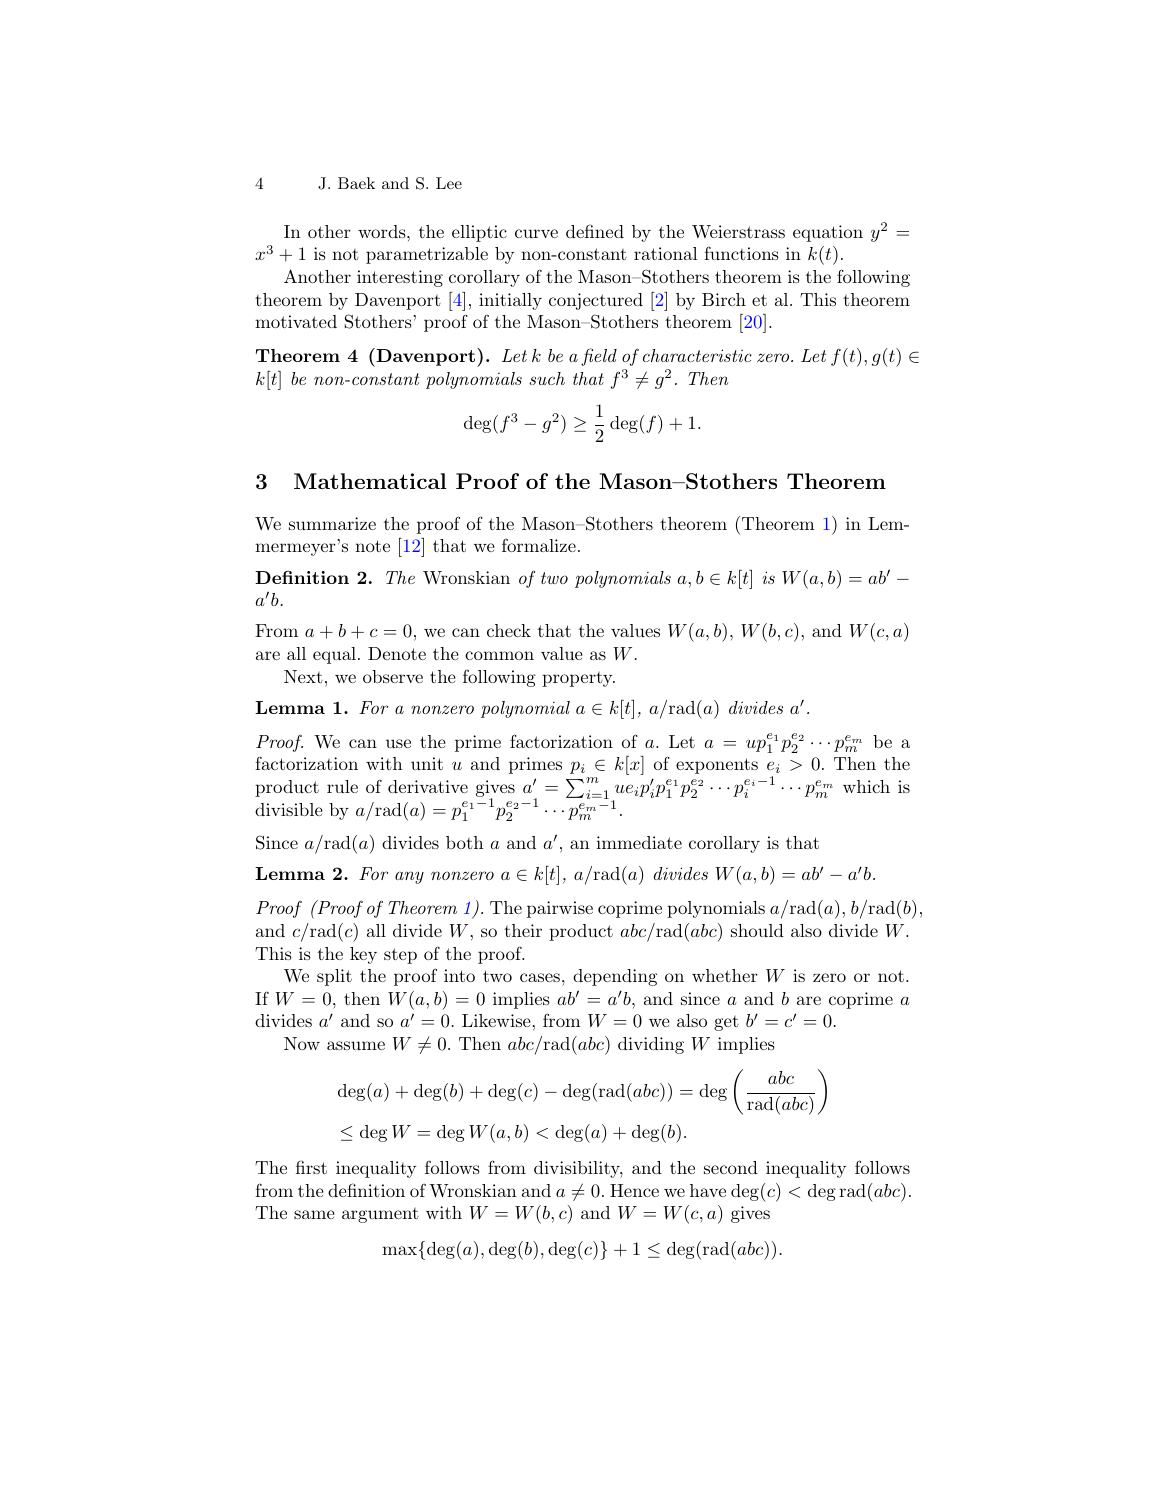 4 J. Baek and S. Lee
In other words, the elliptic curve defined by the Weierstrass equation y² =
x³ + 1 is not parametrizable by non-constant rational functions in k(t).
Another interesting corollary of the Mason–Stothers theorem is the following
theorem by Davenport [4], initially conjectured [2] by Birch et al. This theorem
motivated Stothers' proof of the Mason–Stothers theorem [20].
Theorem 4 (Davenport). Let k be a field of characteristic zero. Let f(t), g(t) ∈
k[t] be non-constant polynomials such that f³ ≠ g². Then
deg(f³ − g²) ≥ \frac{1}{2} deg(f) + 1.
3 Mathematical Proof of the Mason–Stothers Theorem
We summarize the proof of the Mason–Stothers theorem (Theorem 1) in Lem-
mermeyer's note [12] that we formalize.
Definition 2. The Wronskian of two polynomials a, b ∈ k[t] is W(a, b) = ab′ −
a′b.
From a + b + c = 0, we can check that the values W(a, b), W(b, c), and W(c, a)
are all equal. Denote the common value as W.
Next, we observe the following property.
Lemma 1. For a nonzero polynomial a ∈ k[t], a/rad(a) divides a′.
Proof. We can use the prime factorization of a. Let a = up_1^{e_1}p_2^{e_2} ··· p_m^{e_m} be a
factorization with unit u and primes p_i ∈ k[x] of exponents e_i > 0. Then the
product rule of derivative gives a′ = ∑_{i=1}^{m} ue_ip′_ip_1^{e_1}p_2^{e_2} ··· p_i^{e_i−1} ··· p_m^{e_m} which is
divisible by a/rad(a) = p_1^{e_1−1}p_2^{e_2−1} ··· p_m^{e_m−1}.
Since a/rad(a) divides both a and a′, an immediate corollary is that
Lemma 2. For any nonzero a ∈ k[t], a/rad(a) divides W(a, b) = ab′ − a′b.
Proof (Proof of Theorem 1). The pairwise coprime polynomials a/rad(a), b/rad(b),
and c/rad(c) all divide W, so their product abc/rad(abc) should also divide W.
This is the key step of the proof.
We split the proof into two cases, depending on whether W is zero or not.
If W = 0, then W(a, b) = 0 implies ab′ = a′b, and since a and b are coprime a
divides a′ and so a′ = 0. Likewise, from W = 0 we also get b′ = c′ = 0.
Now assume W ≠ 0. Then abc/rad(abc) dividing W implies
deg(a) + deg(b) + deg(c) − deg(rad(abc)) = deg(\frac{abc}{rad(abc)})
≤ deg W = deg W(a, b) < deg(a) + deg(b).
The first inequality follows from divisibility, and the second inequality follows
from the definition of Wronskian and a ≠ 0. Hence we have deg(c) < deg rad(abc).
The same argument with W = W(b, c) and W = W(c, a) gives
max{deg(a), deg(b), deg(c)} + 1 ≤ deg(rad(abc)).